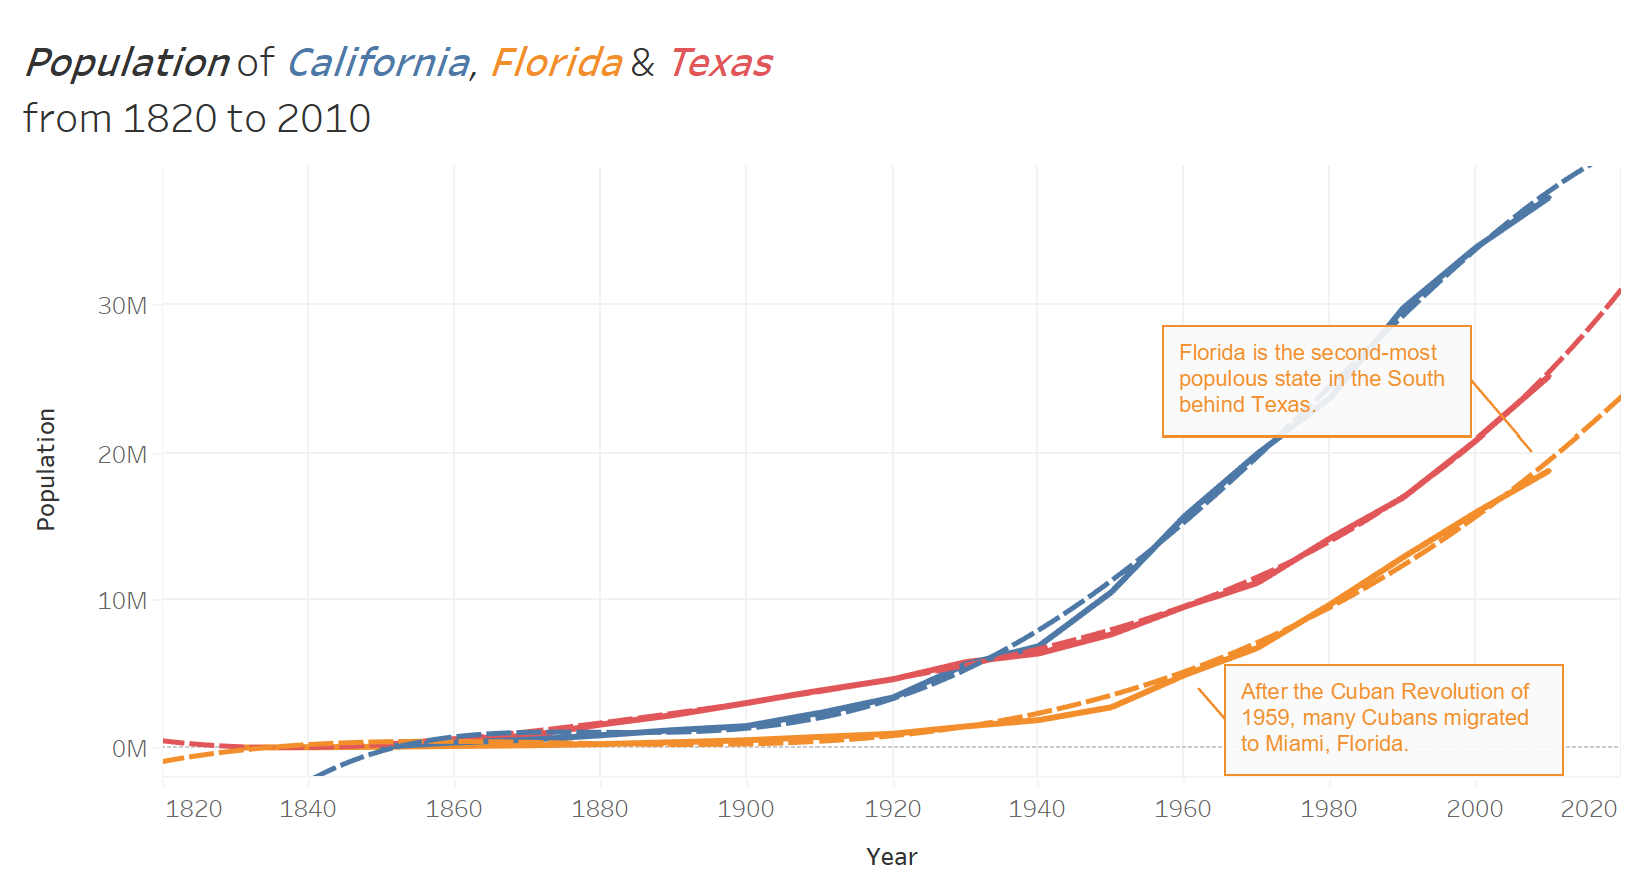 Population of California, Florida & Texas
from 1820 to 2010
30M
20M
10M
0M
Population
Florida is the second-most
populous state in the South
behind Texas.
After the Cuban Revolution of
1959, many Cubans migrated
to Miami, Florida.
1820 1840 1860 1880 1900 1920 1940 1960 1980 2000 2020
Year